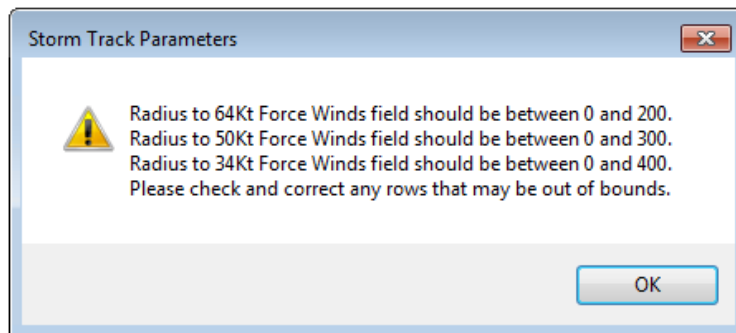 Storm Track Parameters
Radius to 64Kt Force Winds field should be between 0 and 200.
Radius to 50Kt Force Winds field should be between 0 and 300.
Radius to 34Kt Force Winds field should be between 0 and 400.
Please check and correct any rows that may be out of bounds.
OK